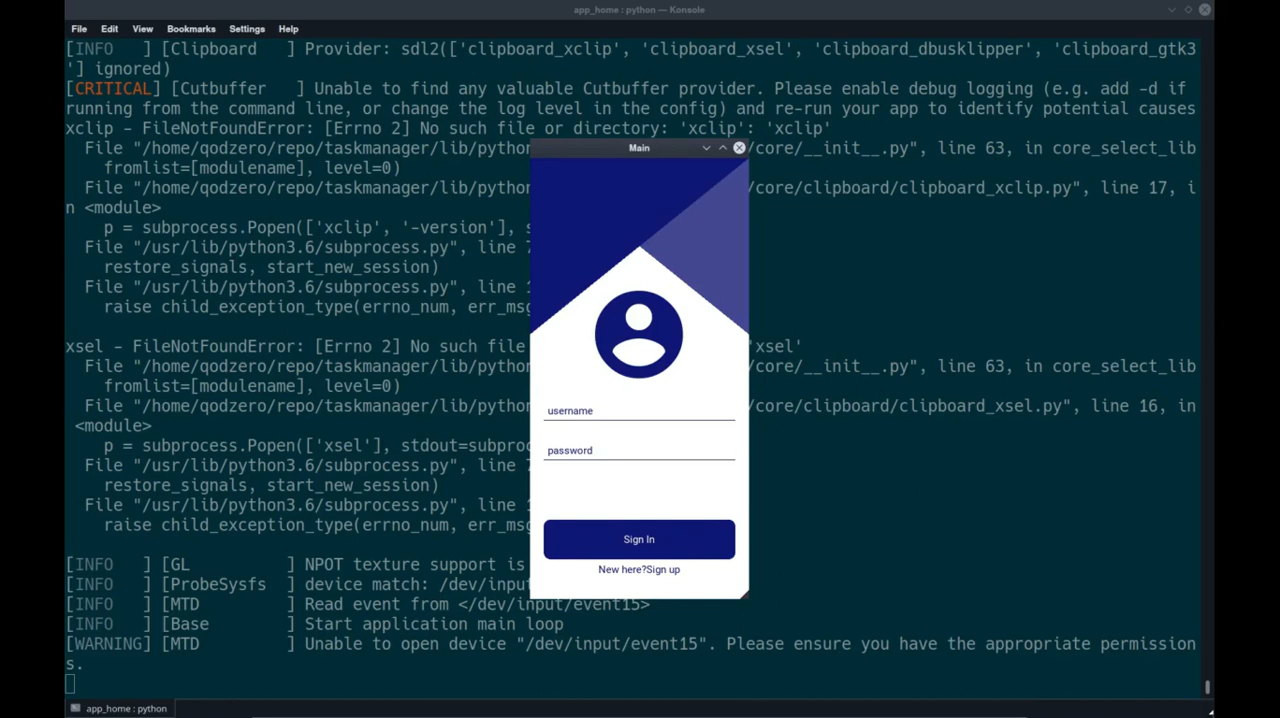 app_home : python — Konsole
File Edit View Bookmarks Settings Help
[INFO   ] [Clipboard   ] Provider: sdl2(['clipboard_xclip', 'clipboard_xsel', 'clipboard_dbusklipper', 'clipboard_gtk3
'] ignored)
[CRITICAL] [Cutbuffer   ] Unable to find any valuable Cutbuffer provider. Please enable debug logging (e.g. add -d if
running from the command line, or change the log level in the config) and re-run your app to identify potential causes
xclip - FileNotFoundError: [Errno 2] No such file or directory: 'xclip': 'xclip'
Main
File "/home/qodzero/repo/taskmanager/lib/python /core/__init__.py", line 63, in core_select_lib
fromlist=[modulename], level=0)
File "/home/qodzero/repo/taskmanager/lib/python /core/clipboard/clipboard_xclip.py", line 17, i
n <module>
p = subprocess.Popen(['xclip', '-version'], s
File "/usr/lib/python3.6/subprocess.py", line
restore_signals, start_new_session)
File "/usr/lib/python3.6/subprocess.py", line
raise child_exception_type(errno_num, err_msg
xsel - FileNotFoundError: [Errno 2] No such file 'xsel'
File "/home/qodzero/repo/taskmanager/lib/python /core/__init__.py", line 63, in core_select_lib
fromlist=[modulename], level=0)
File "/home/qodzero/repo/taskmanager/lib/python /core/clipboard/clipboard_xsel.py", line 16, in
<module>
p = subprocess.Popen(['xsel'], stdout=subpro
File "/usr/lib/python3.6/subprocess.py", line
restore_signals, start_new_session)
File "/usr/lib/python3.6/subprocess.py", line
raise child_exception_type(errno_num, err_msg
username
password
Sign In
New here?Sign up
[INFO   ] [GL          ] NPOT texture support is
[INFO   ] [ProbeSysfs  ] device match: /dev/input
[INFO   ] [MTD         ] Read event from </dev/input/event15>
[INFO   ] [Base        ] Start application main loop
[WARNING] [MTD         ] Unable to open device "/dev/input/event15". Please ensure you have the appropriate permission
s.
app_home : python